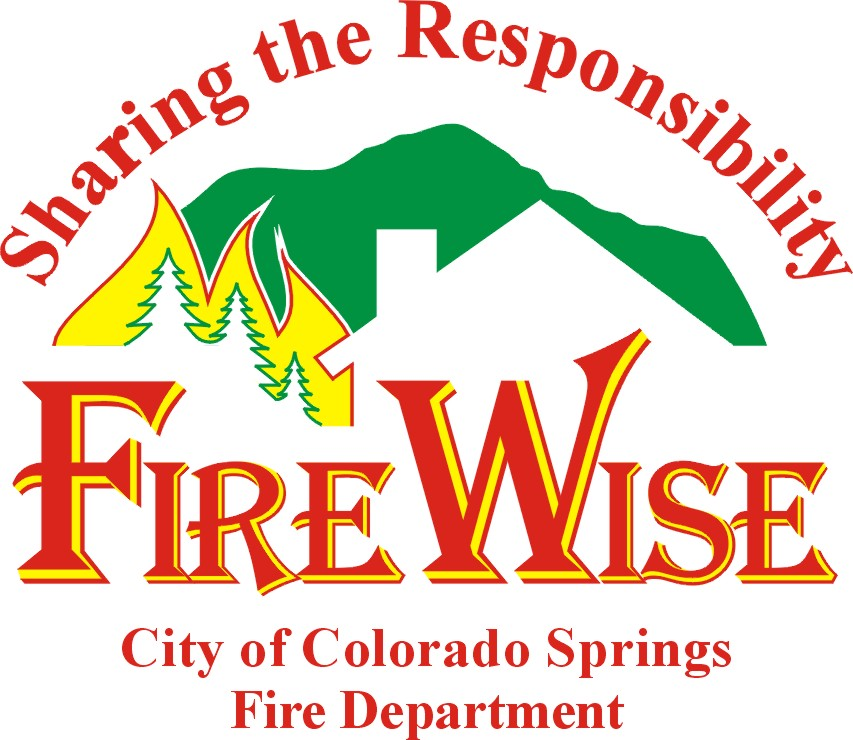 Sharing the Responsibility
FIREWISE
City of Colorado Springs
Fire Department